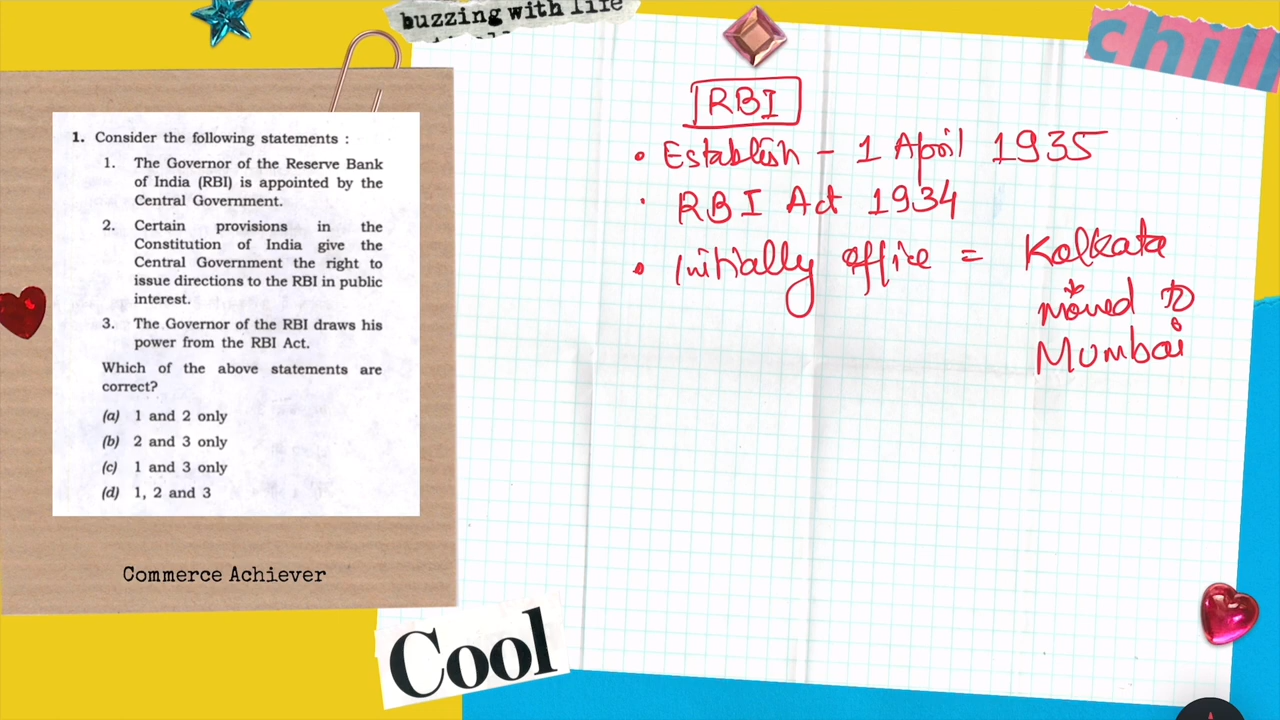 buzzing with life
chill
1. Consider the following statements :
1. The Governor of the Reserve Bank
of India (RBI) is appointed by the
Central Government.
2. Certain provisions in the
Constitution of India give the
Central Government the right to
issue directions to the RBI in public
interest.
3. The Governor of the RBI draws his
power from the RBI Act.
Which of the above statements are
correct?
(a) 1 and 2 only
(b) 2 and 3 only
(c) 1 and 3 only
(d) 1, 2 and 3
Commerce Achiever
Cool
RBI
• Establish - 1 April 1935
• RBI Act 1934
• Initially office = Kolkata
moved to
Mumbai